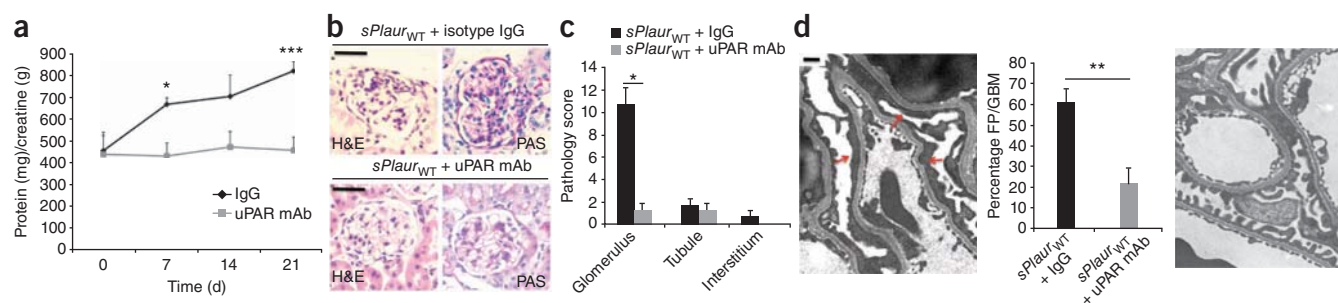 a
Protein (mg)/creatine (g)
1,000
900
800
700
600
500
400
300
200
100
0
*
***
IgG
uPAR mAb
0 7 14 21
Time (d)
b
sPlaurWT + isotype IgG
H&E
PAS
sPlaurWT + uPAR mAb
H&E
PAS
c
sPlaurWT + IgG
sPlaurWT + uPAR mAb
Pathology score
14
12
10
8
6
4
2
0
*
Glomerulus
Tubule
Interstitium
d
Percentage FP/GBM
80
70
60
50
40
30
20
10
0
**
sPlaurWT
+ IgG
sPlaurWT
+ uPAR mAb